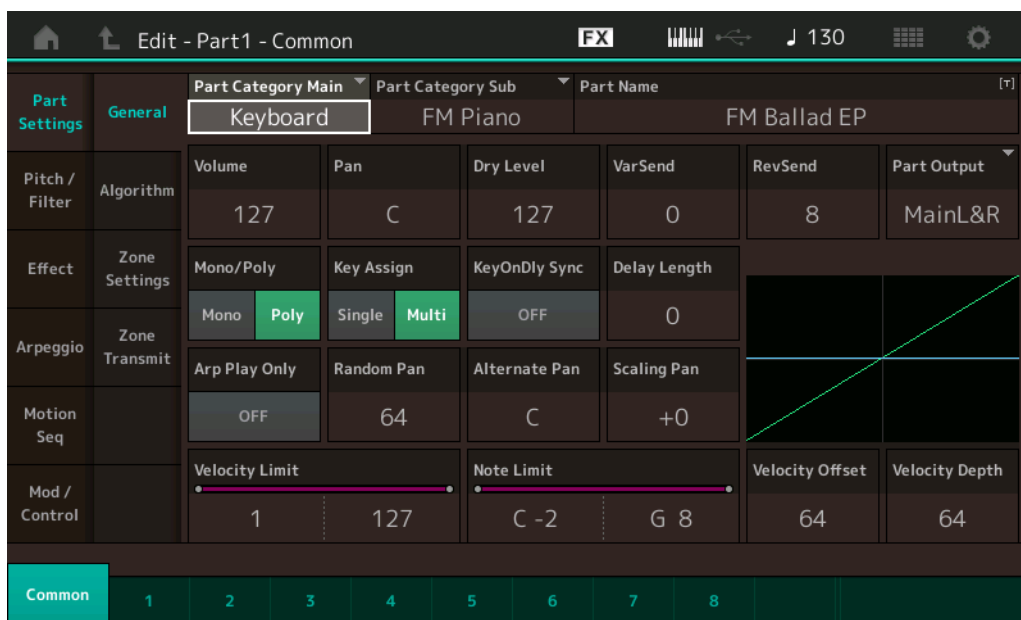 Edit - Part1 - Common
FX
♩ 130
Part Settings
Pitch / Filter
Effect
Arpeggio
Motion Seq
Mod / Control
General
Algorithm
Zone Settings
Zone Transmit
Part Category Main
Part Category Sub
Part Name
[T]
Keyboard
FM Piano
FM Ballad EP
Volume
Pan
Dry Level
VarSend
RevSend
Part Output
127
C
127
0
8
MainL&R
Mono/Poly
Key Assign
KeyOnDly Sync
Delay Length
Mono
Poly
Single
Multi
OFF
0
Arp Play Only
Random Pan
Alternate Pan
Scaling Pan
OFF
64
C
+0
Velocity Limit
Note Limit
Velocity Offset
Velocity Depth
1
127
C -2
G 8
64
64
Common
1
2
3
4
5
6
7
8